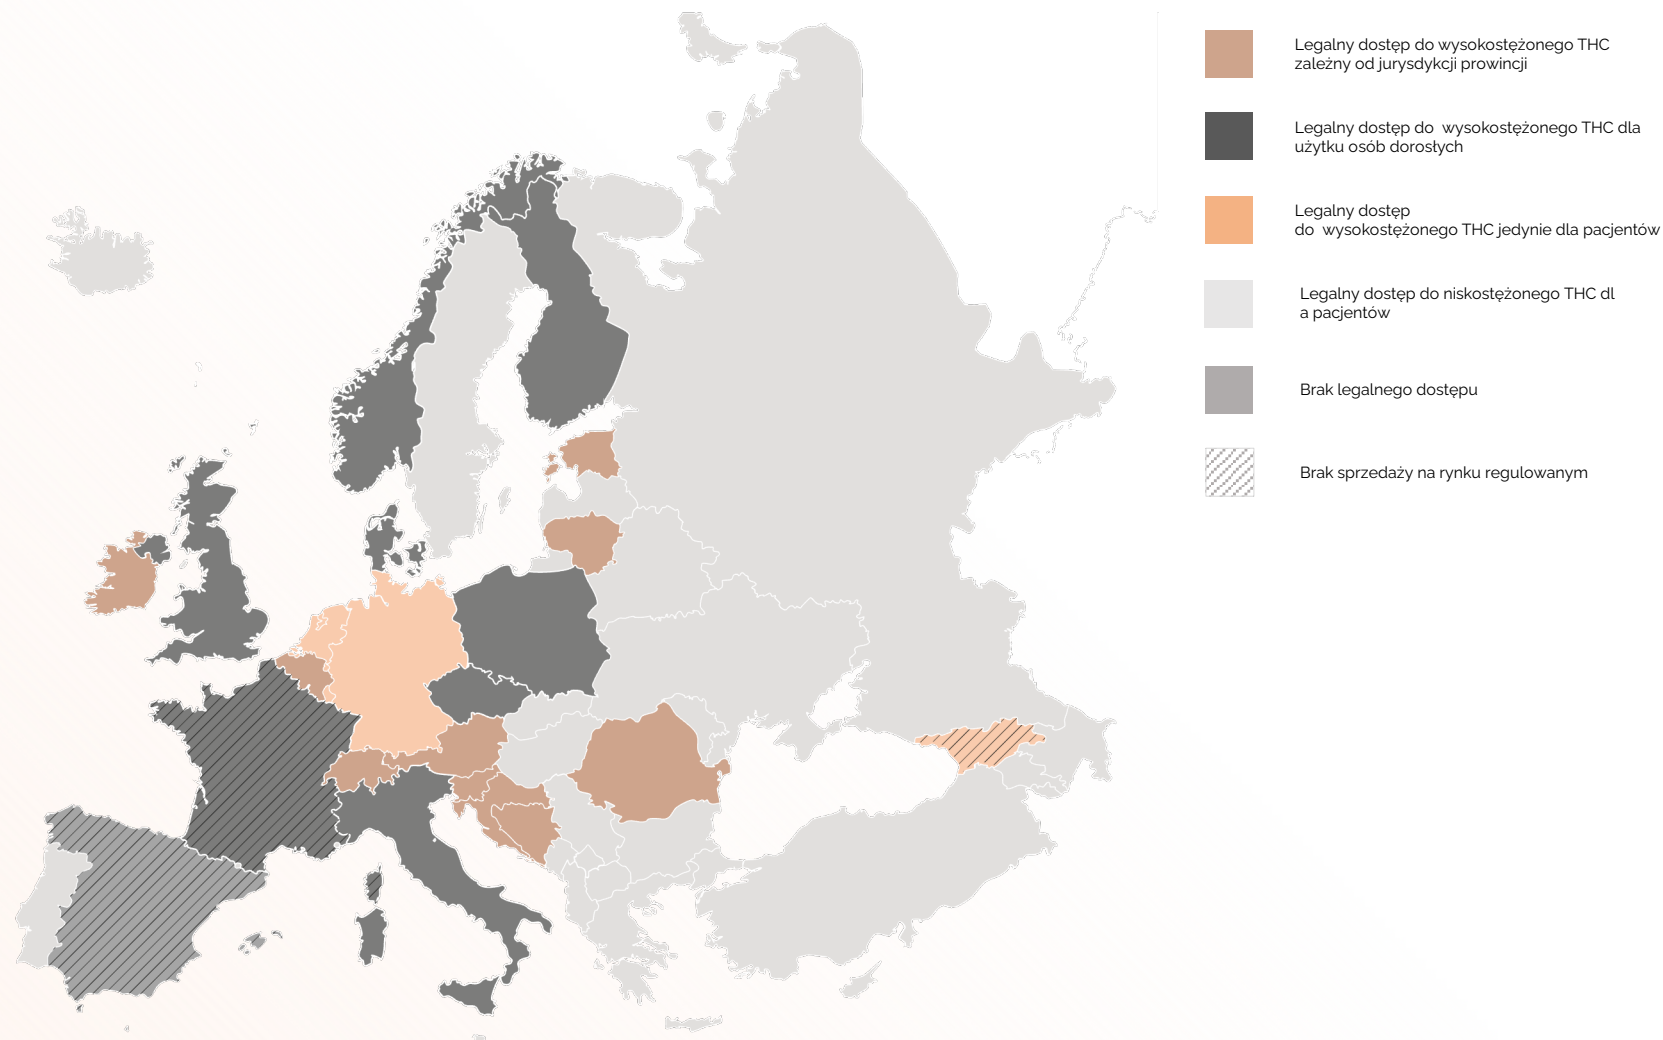 Legalny dostęp do wysokostężonego THC
zależny od jurysdykcji prowincji
Legalny dostęp do wysokostężonego THC dla
użytku osób dorosłych
Legalny dostęp
do wysokostężonego THC jedynie dla pacjentów
Legalny dostęp do niskostężonego THC dl
a pacjentów
Brak legalnego dostępu
Brak sprzedaży na rynku regulowanym